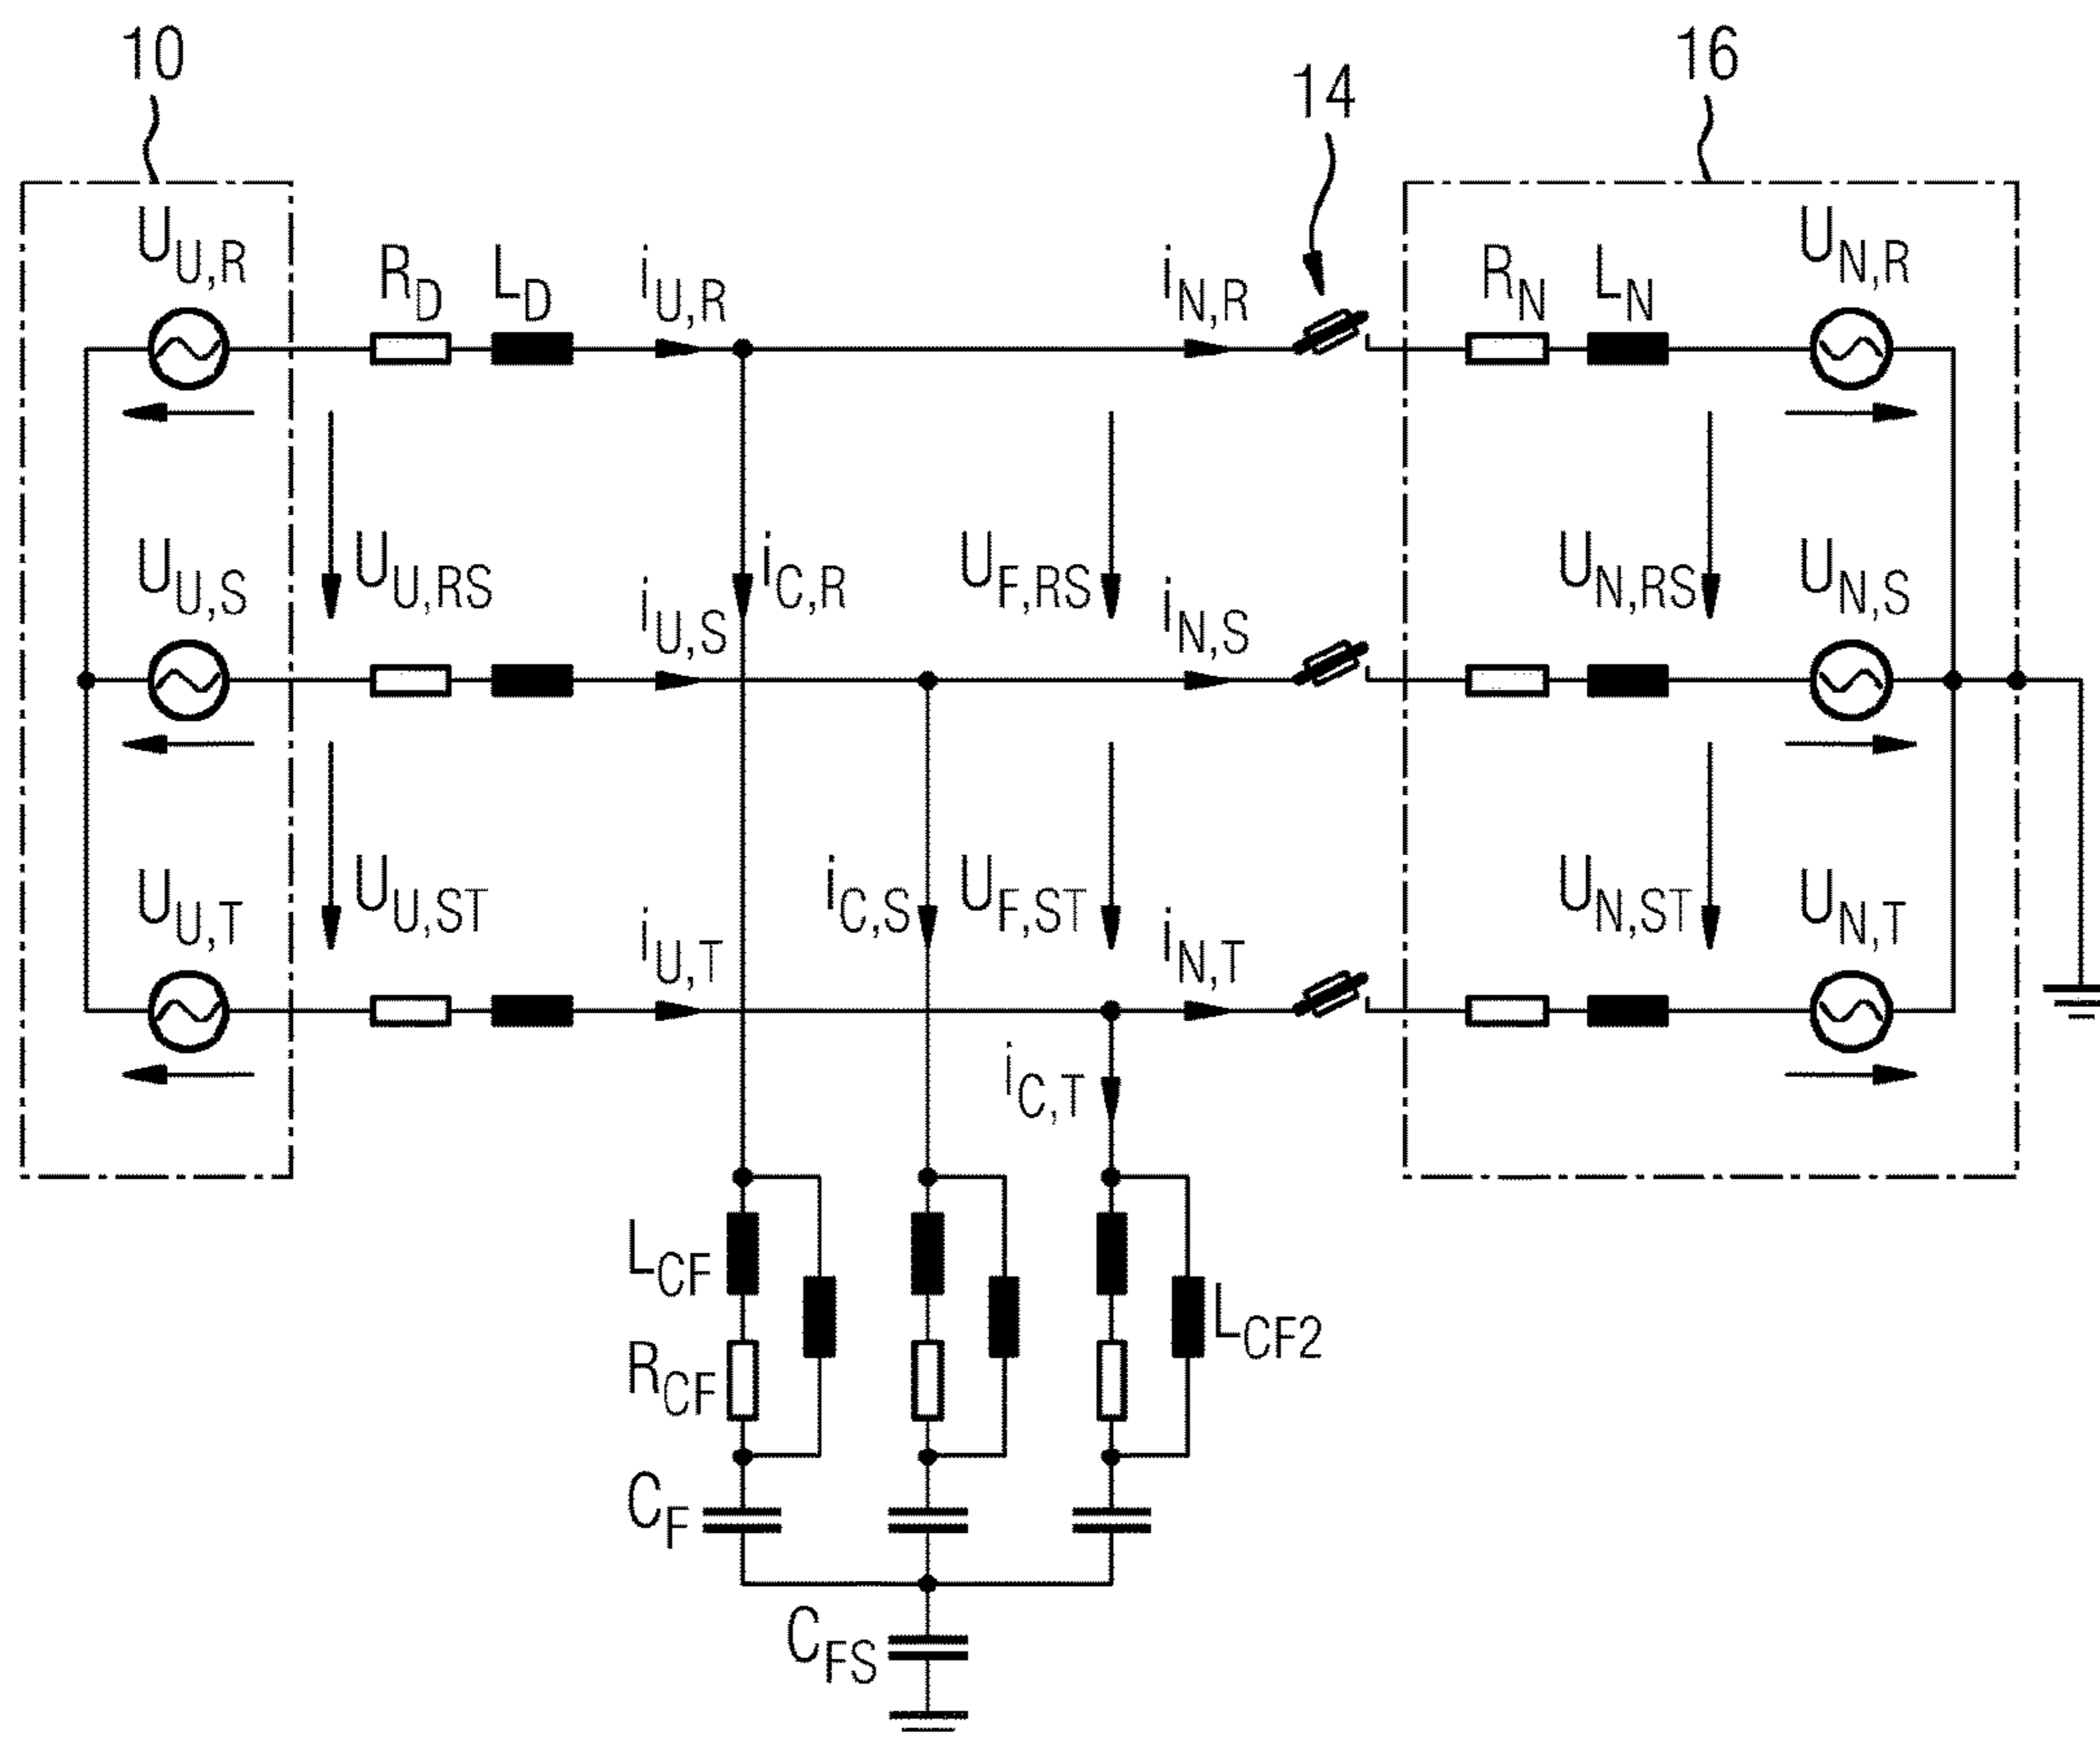 10
14
16
U_U,R
R_D
L_D
i_U,R
i_N,R
R_N
L_N
U_N,R
U_U,S
U_U,RS
i_U,S
i_C,R
U_F,RS
i_N,S
U_N,RS
U_N,S
U_U,T
U_U,ST
i_U,T
i_C,S
U_F,ST
i_N,T
U_N,ST
U_N,T
i_C,T
L_CF
L_CF2
R_CF
C_F
C_FS